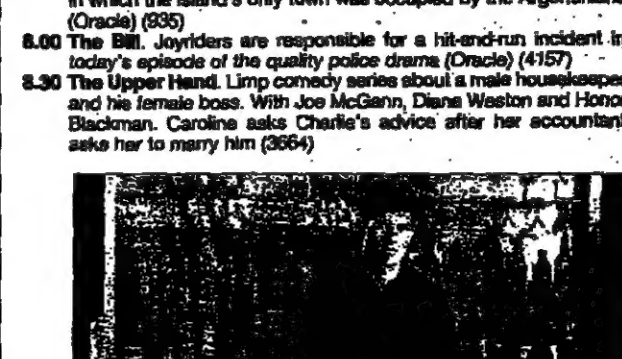 in which the island's only town was occupied by the Argentinians
(Oracle) (935)
8.00 The Bill. Joyriders are responsible for a hit-and-run incident in
today's episode of the quality police drama (Oracle) (4157)
8.30 The Upper Hand. Limp comedy series about a male housekeeper
and his female boss. With Joe McGann, Diana Weston and Honor
Blackman. Caroline asks Charlie's advice after her accountant
asks her to marry him (3664)